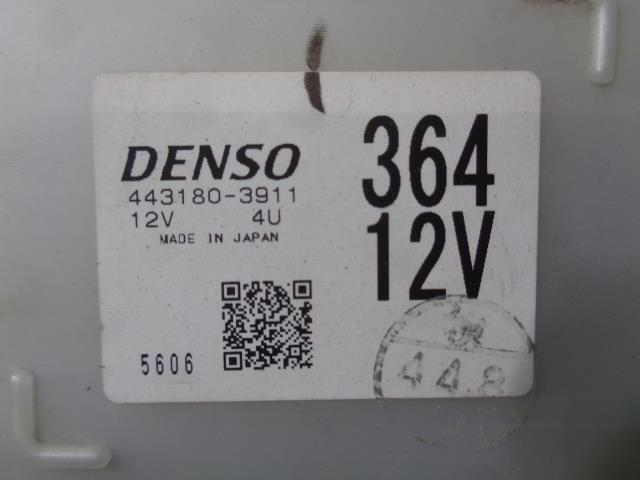 DENSO
443180-3911
12V 4U
MADE IN JAPAN
364
12V
5606
448